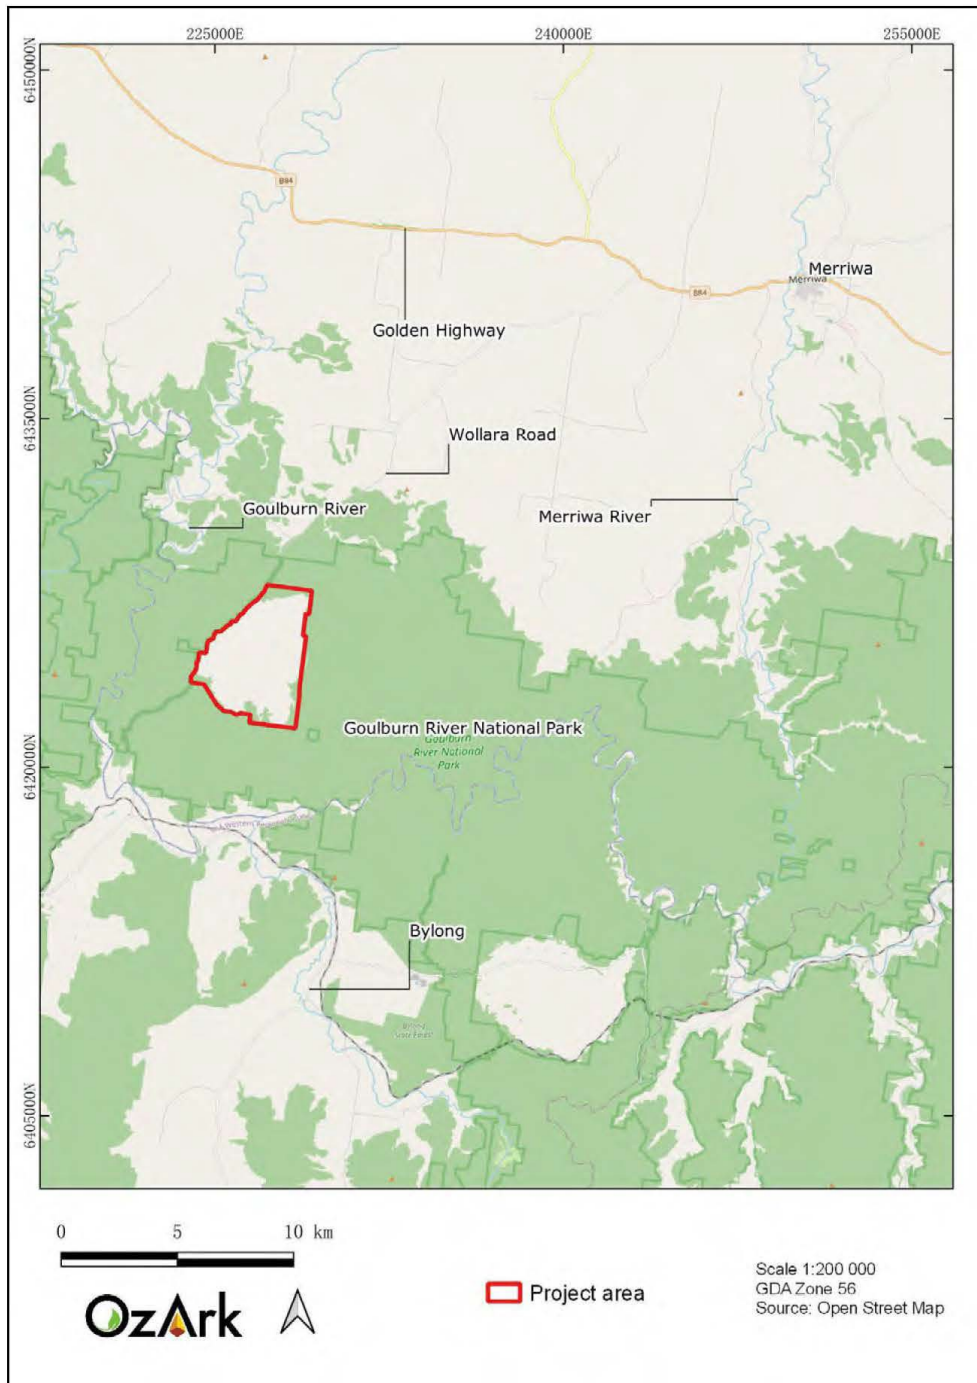 225000E
240000E
255000E
6450000N
B84
Merriwa
Merriwa
B84
Golden Highway
6435000N
Wollara Road
Goulburn River
Merriwa River
Goulburn River National Park
Goulburn
River National
Park
6420000N
Bylong
6405000N
0 5 10 km
Project area
Scale 1:200 000
GDA Zone 56
Source: Open Street Map
OzArk